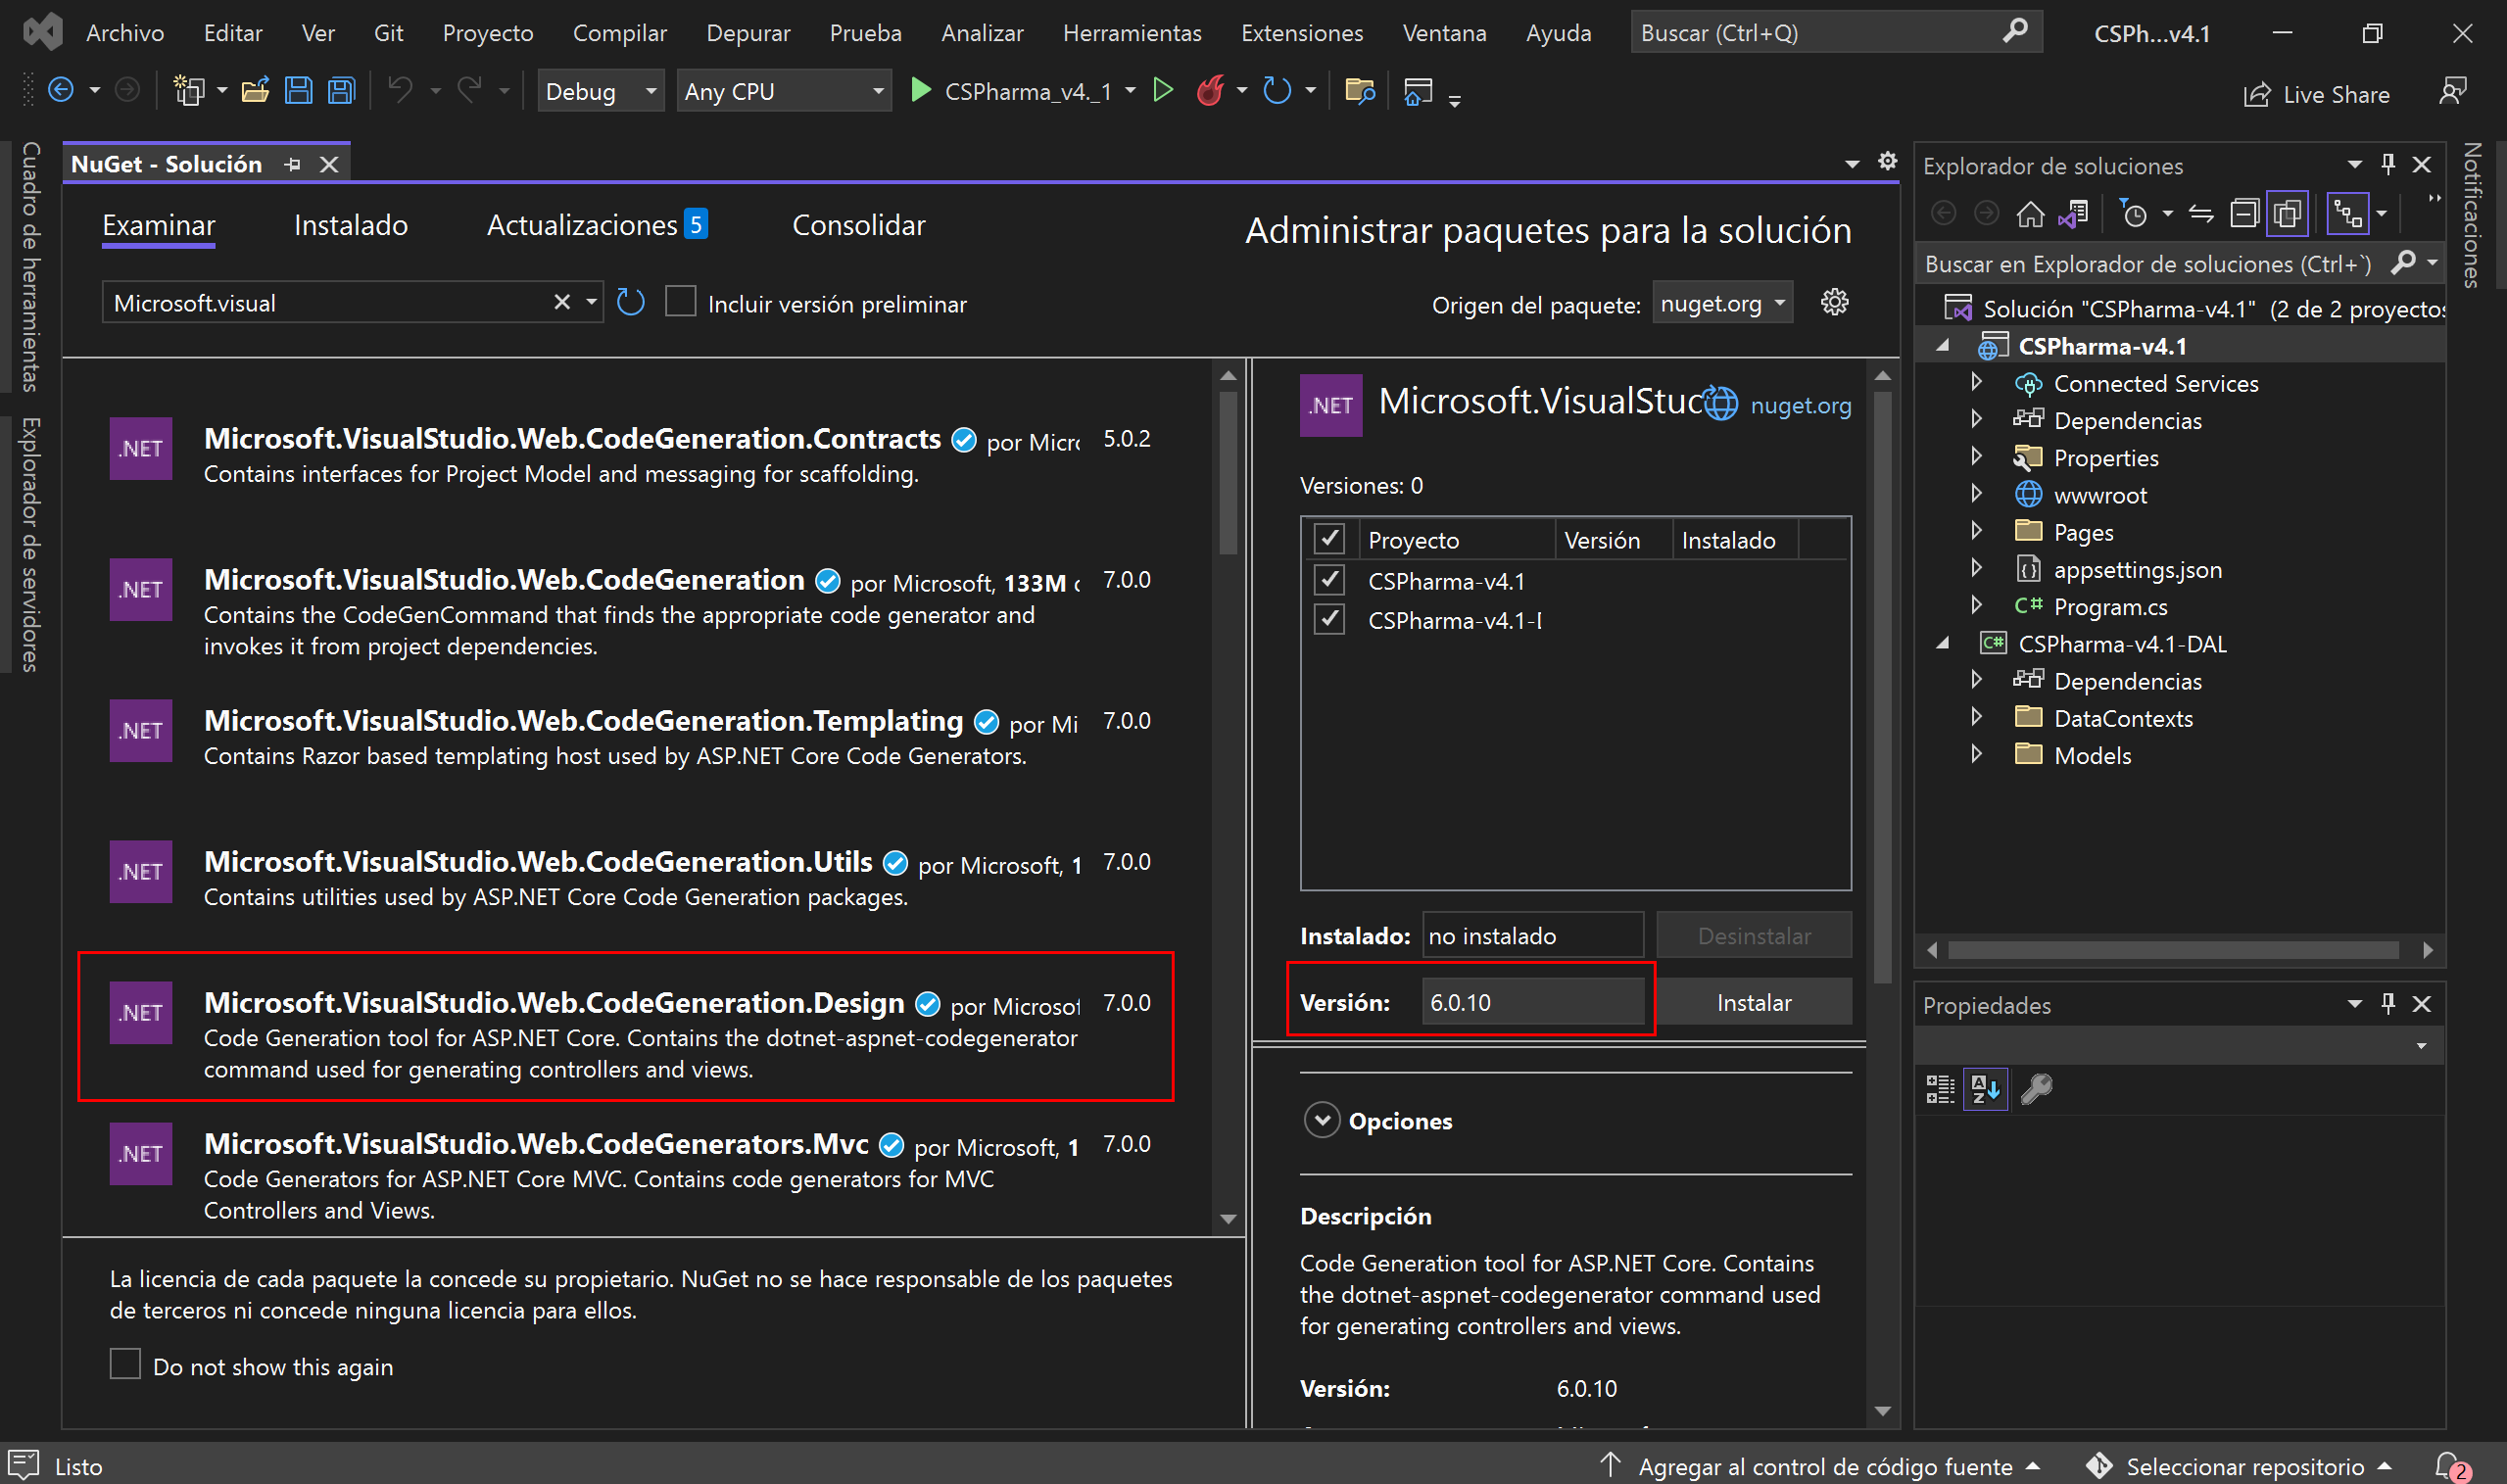 Archivo Editar Ver Git Proyecto Compilar Depurar Prueba Analizar Herramientas Extensiones Ventana Ayuda Buscar (Ctrl+Q) CSPh...v4.1
Debug Any CPU CSPharma_v4._1 Live Share
Cuadro de herramientas
Explorador de servidores
NuGet - Solución
Examinar Instalado Actualizaciones 5 Consolidar
Administrar paquetes para la solución
Microsoft.visual
Incluir versión preliminar
Origen del paquete: nuget.org
.NET
Microsoft.VisualStudio.Web.CodeGeneration.Contracts por Micro 5.0.2
Contains interfaces for Project Model and messaging for scaffolding.
.NET
Microsoft.VisualStudio.Web.CodeGeneration por Microsoft, 133M 7.0.0
Contains the CodeGenCommand that finds the appropriate code generator and
invokes it from project dependencies.
.NET
Microsoft.VisualStudio.Web.CodeGeneration.Templating por Mi 7.0.0
Contains Razor based templating host used by ASP.NET Core Code Generators.
.NET
Microsoft.VisualStudio.Web.CodeGeneration.Utils por Microsoft, 1 7.0.0
Contains utilities used by ASP.NET Core Code Generation packages.
.NET
Microsoft.VisualStudio.Web.CodeGeneration.Design por Microsof 7.0.0
Code Generation tool for ASP.NET Core. Contains the dotnet-aspnet-codegenerator
command used for generating controllers and views.
.NET
Microsoft.VisualStudio.Web.CodeGenerators.Mvc por Microsoft, 1 7.0.0
Code Generators for ASP.NET Core MVC. Contains code generators for MVC
Controllers and Views.
La licencia de cada paquete la concede su propietario. NuGet no se hace responsable de los paquetes
de terceros ni concede ninguna licencia para ellos.
Do not show this again
.NET Microsoft.VisualStuc nuget.org
Versiones: 0
Proyecto Versión Instalado
CSPharma-v4.1
CSPharma-v4.1-
Instalado: no instalado Desinstalar
Versión: 6.0.10 Instalar
Opciones
Descripción
Code Generation tool for ASP.NET Core. Contains
the dotnet-aspnet-codegenerator command used
for generating controllers and views.
Versión: 6.0.10
Explorador de soluciones
Buscar en Explorador de soluciones (Ctrl+`)
Solución "CSPharma-v4.1" (2 de 2 proyectos
CSPharma-v4.1
Connected Services
Dependencias
Properties
wwwroot
Pages
appsettings.json
C# Program.cs
C# CSPharma-v4.1-DAL
Dependencias
DataContexts
Models
Propiedades
Notificaciones
Listo Agregar al control de código fuente Seleccionar repositorio 2